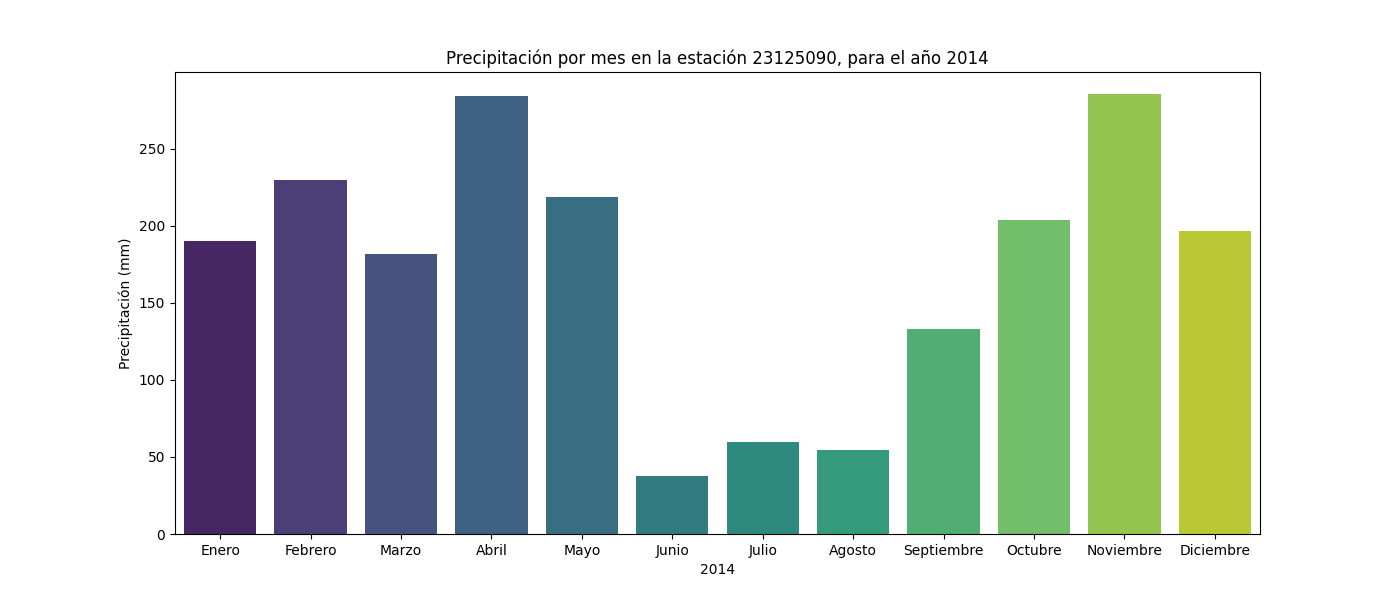 Precipitación por mes en la estación 23125090, para el año 2014
Precipitación (mm)
250
200
150
100
50
0
Enero Febrero Marzo Abril Mayo Junio Julio Agosto Septiembre Octubre Noviembre Diciembre
2014